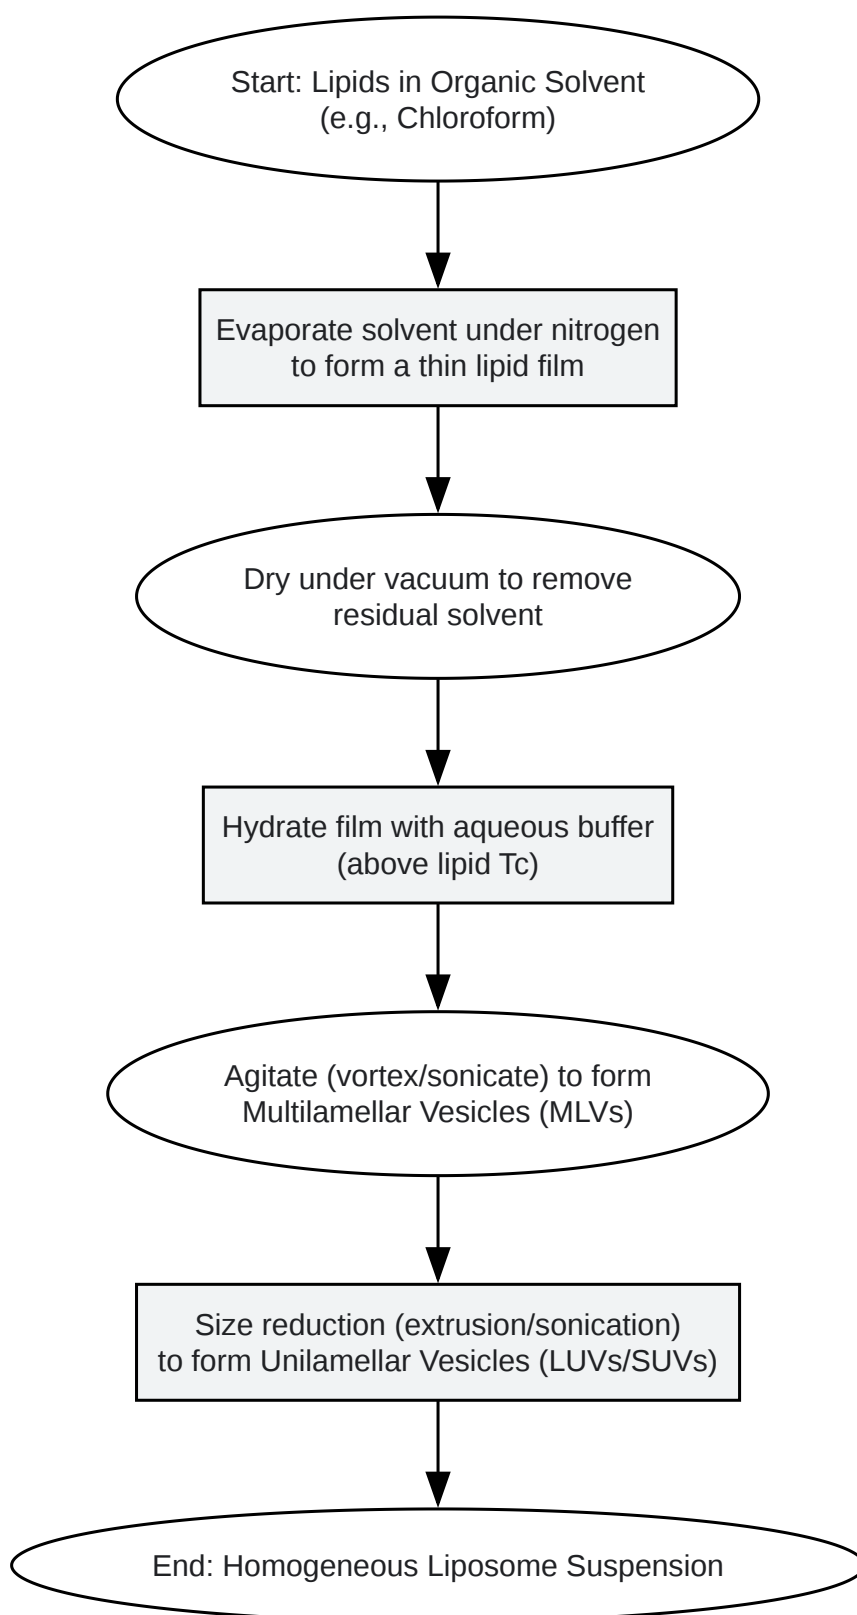 Start: Lipids in Organic Solvent
(e.g., Chloroform)
Evaporate solvent under nitrogen
to form a thin lipid film
Dry under vacuum to remove
residual solvent
Hydrate film with aqueous buffer
(above lipid Tc)
Agitate (vortex/sonicate) to form
Multilamellar Vesicles (MLVs)
Size reduction (extrusion/sonication)
to form Unilamellar Vesicles (LUVs/SUVs)
End: Homogeneous Liposome Suspension